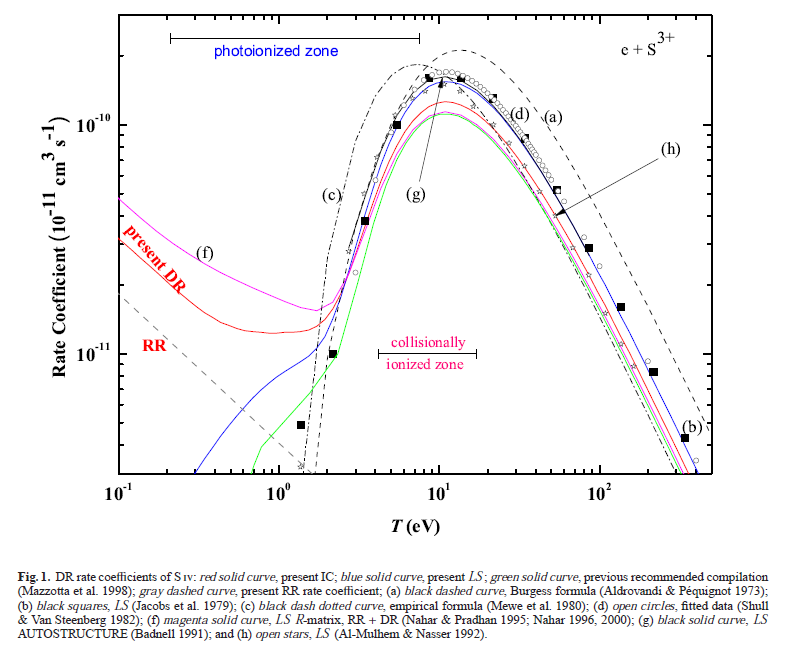 photoionized zone
e + S3+
(d)
(a)
10-10
(h)
(c)
(g)
(f)
present DR
RR
collisionally
ionized zone
10-11
(b)
Rate Coefficient (10-11 cm3 s-1)
10-1 100 101 102
T (eV)
Fig. 1. DR rate coefficients of S IV: red solid curve, present IC; blue solid curve, present LS; green solid curve, previous recommended compilation
(Mazzotta et al. 1998); gray dashed curve, present RR rate coefficient; (a) black dashed curve, Burgess formula (Aldrovandi & Péquignot 1973);
(b) black squares, LS (Jacobs et al. 1979); (c) black dash dotted curve, empirical formula (Mewe et al. 1980); (d) open circles, fitted data (Shull
& Van Steenberg 1982); (f) magenta solid curve, LS R-matrix, RR + DR (Nahar & Pradhan 1995; Nahar 1996, 2000); (g) black solid curve, LS
AUTOSTRUCTURE (Badnell 1991); and (h) open stars, LS (Al-Mulhem & Nasser 1992).